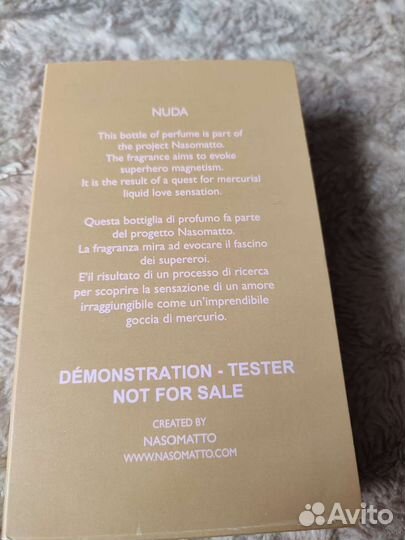 NUDA
This bottle of perfume is part of
the project Nasomatto.
The fragrance aims to evoke
superhero magnetism.
It is the result of a quest for mercurial
liquid love sensation.
Questa bottiglia di profumo fa parte
del progetto Nasomatto.
La fragranza mira ad evocare il fascino
dei supereroi.
E'il risultato di un processo di ricerca
per scoprire la sensazione di un amore
irraggiungibile come un'imprendibile
goccia di mercurio.
DÉMONSTRATION - TESTER
NOT FOR SALE
CREATED BY
NASOMATTO
WWW.NASOMATTO.COM
Avito